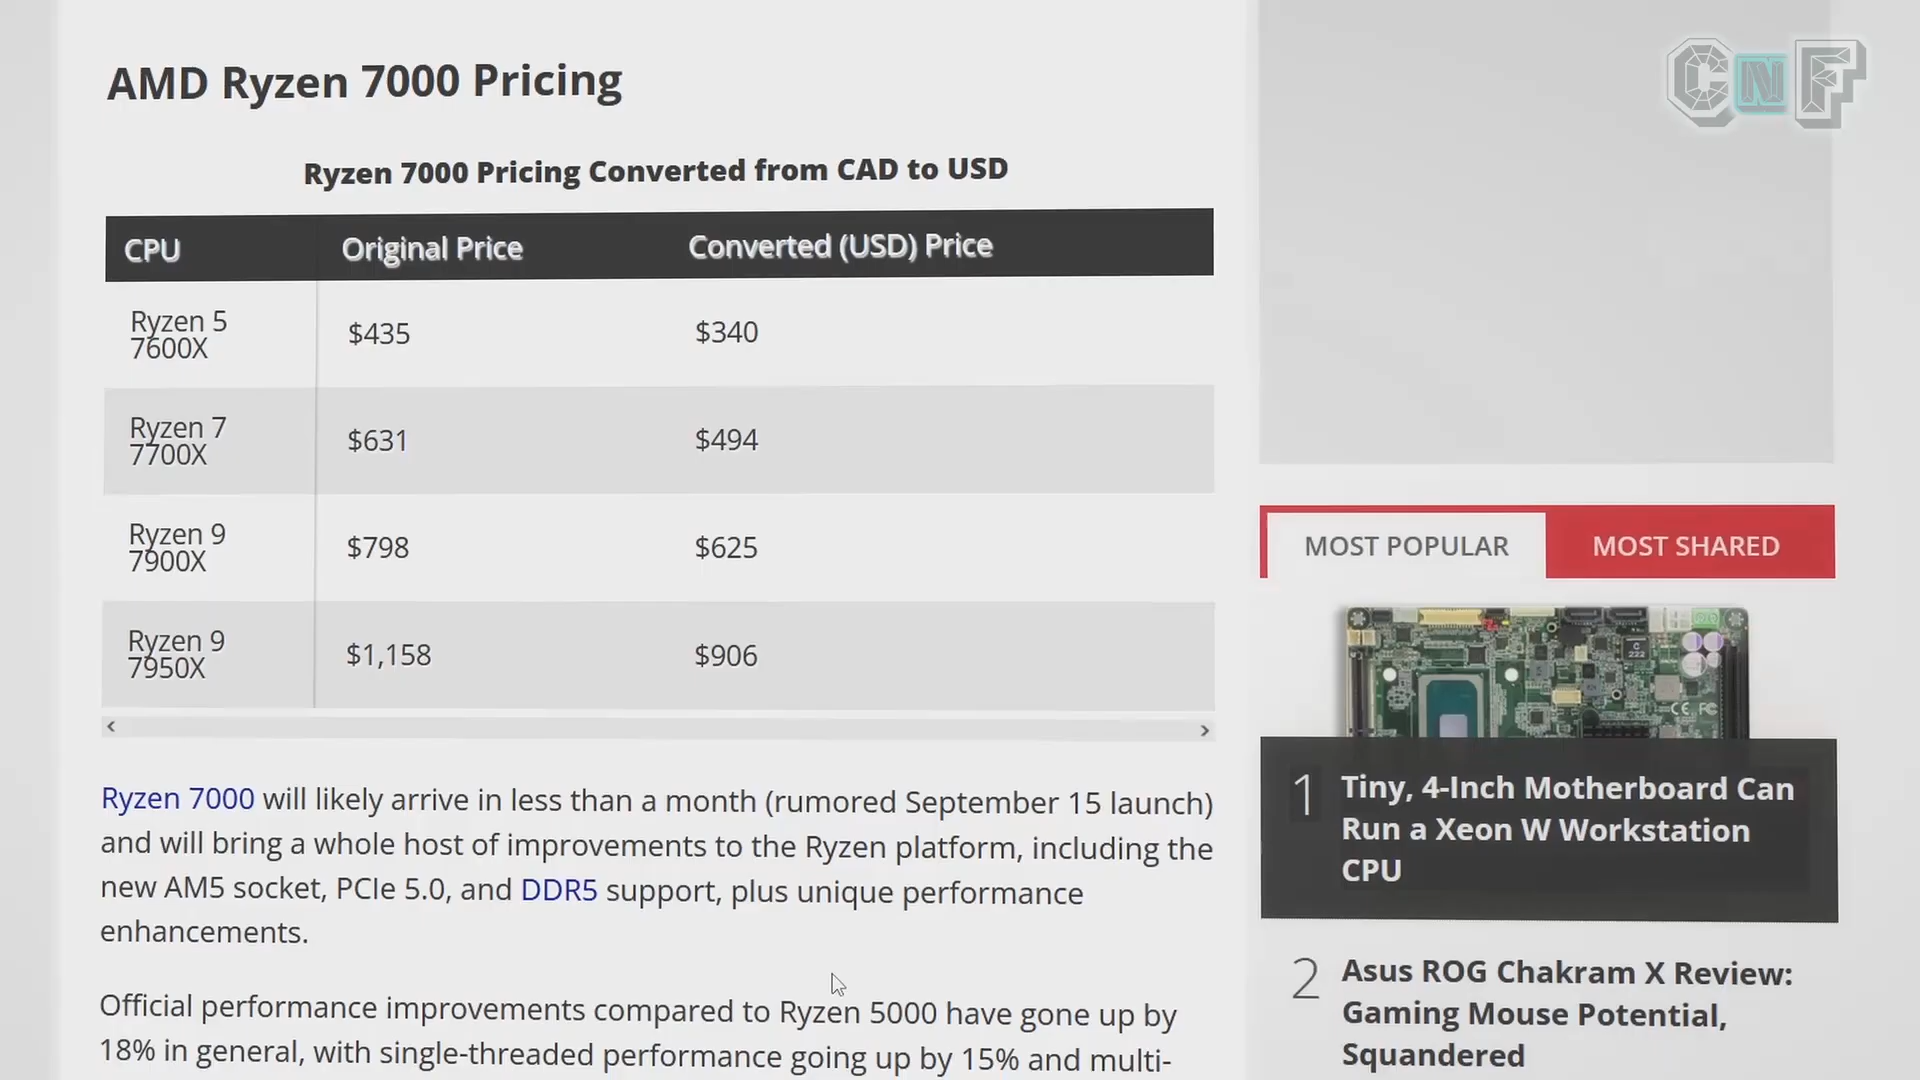 CNF
AMD Ryzen 7000 Pricing
Ryzen 7000 Pricing Converted from CAD to USD
CPU Original Price Converted (USD) Price
Ryzen 5
7600X
$435 $340
Ryzen 7
7700X
$631 $494
Ryzen 9
7900X
$798 $625
Ryzen 9
7950X
$1,158 $906
Ryzen 7000 will likely arrive in less than a month (rumored September 15 launch)
and will bring a whole host of improvements to the Ryzen platform, including the
new AM5 socket, PCIe 5.0, and DDR5 support, plus unique performance
enhancements.
Official performance improvements compared to Ryzen 5000 have gone up by
18% in general, with single-threaded performance going up by 15% and multi-
MOST POPULAR MOST SHARED
1 Tiny, 4-Inch Motherboard Can
Run a Xeon W Workstation
CPU
2 Asus ROG Chakram X Review:
Gaming Mouse Potential,
Squandered